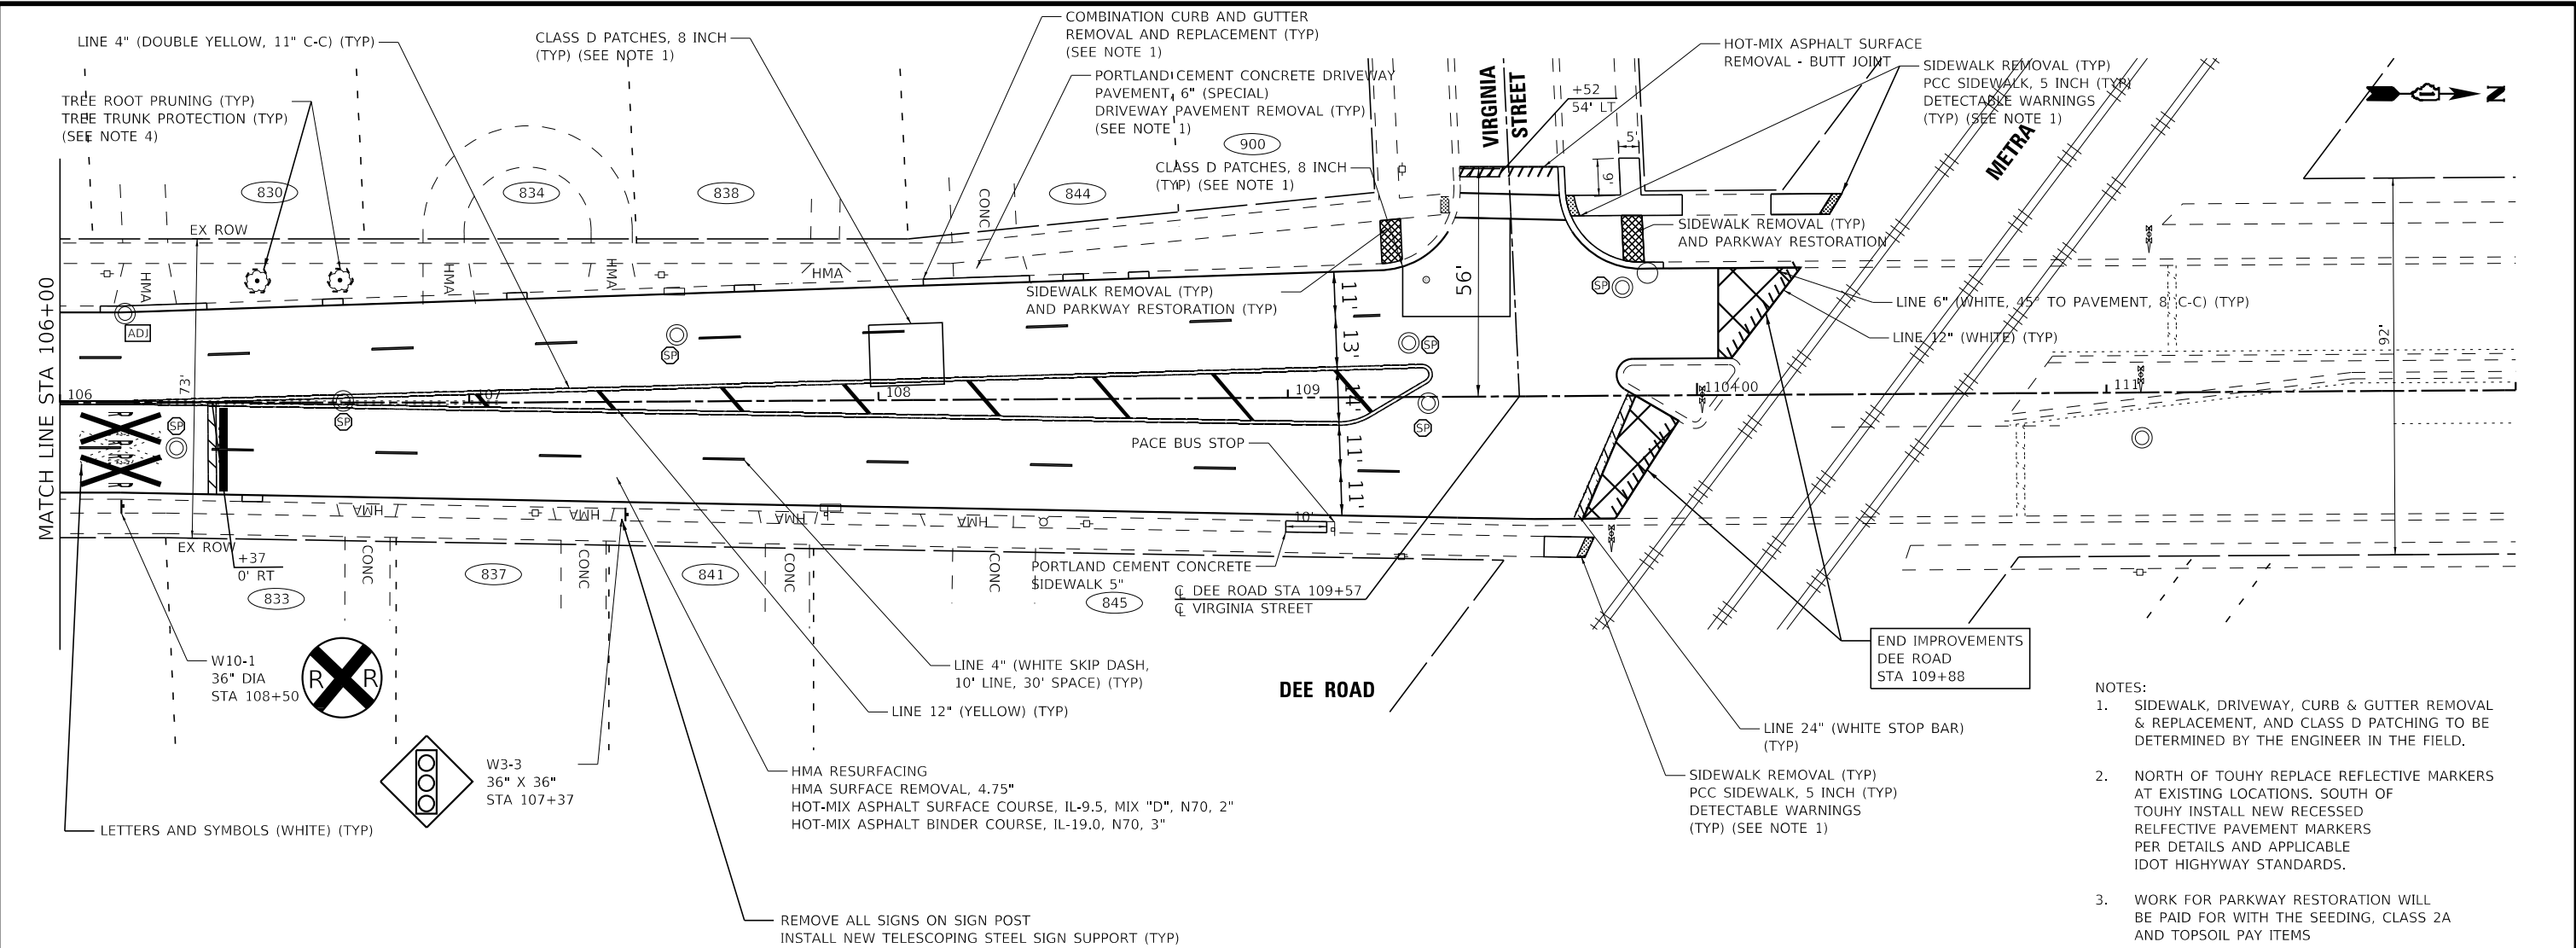 LINE 4" (DOUBLE YELLOW, 11" C-C) (TYP)
CLASS D PATCHES, 8 INCH
(TYP) (SEE NOTE 1)
COMBINATION CURB AND GUTTER
REMOVAL AND REPLACEMENT (TYP)
(SEE NOTE 1)
PORTLAND CEMENT CONCRETE DRIVEWAY
PAVEMENT, 6" (SPECIAL)
DRIVEWAY PAVEMENT REMOVAL (TYP)
(SEE NOTE 1)
TREE ROOT PRUNING (TYP)
TREE TRUNK PROTECTION (TYP)
(SEE NOTE 4)
CLASS D PATCHES, 8 INCH
(TYP) (SEE NOTE 1)
VIRGINIA
STREET
+52
54' LT
HOT-MIX ASPHALT SURFACE
REMOVAL - BUTT JOINT
SIDEWALK REMOVAL (TYP)
PCC SIDEWALK, 5 INCH (TYP)
DETECTABLE WARNINGS
(TYP) (SEE NOTE 1)
METRA
N
830
834
838
844
900
CONC
5'
6'
EX ROW
HMA
HMA
HMA
HMA
SIDEWALK REMOVAL (TYP)
AND PARKWAY RESTORATION (TYP)
SIDEWALK REMOVAL (TYP)
AND PARKWAY RESTORATION
MATCH LINE STA 106+00
ADJ
73'
56'
11'
13'
14'
11'
11'
SP
SP
SP
SP
SP
SP
SP
LINE 6" (WHITE, 45° TO PAVEMENT, 8' C-C) (TYP)
LINE 12" (WHITE) (TYP)
92'
106
107
108
109
110+00
111
R R
R R
PACE BUS STOP
EX ROW
+37
0' RT
HMA
HMA
HMA
HMA
10'
CONC
CONC
CONC
CONC
833
837
841
845
PORTLAND CEMENT CONCRETE
SIDEWALK 5"
℄ DEE ROAD STA 109+57
℄ VIRGINIA STREET
W10-1
36" DIA
STA 108+50
R R
W3-3
36" X 36"
STA 107+37
LINE 4" (WHITE SKIP DASH,
10' LINE, 30' SPACE) (TYP)
LINE 12" (YELLOW) (TYP)
DEE ROAD
END IMPROVEMENTS
DEE ROAD
STA 109+88
LINE 24" (WHITE STOP BAR)
(TYP)
HMA RESURFACING
HMA SURFACE REMOVAL, 4.75"
HOT-MIX ASPHALT SURFACE COURSE, IL-9.5, MIX "D", N70, 2"
HOT-MIX ASPHALT BINDER COURSE, IL-19.0, N70, 3"
SIDEWALK REMOVAL (TYP)
PCC SIDEWALK, 5 INCH (TYP)
DETECTABLE WARNINGS
(TYP) (SEE NOTE 1)
LETTERS AND SYMBOLS (WHITE) (TYP)
REMOVE ALL SIGNS ON SIGN POST
INSTALL NEW TELESCOPING STEEL SIGN SUPPORT (TYP)
NOTES:
1. SIDEWALK, DRIVEWAY, CURB & GUTTER REMOVAL
& REPLACEMENT, AND CLASS D PATCHING TO BE
DETERMINED BY THE ENGINEER IN THE FIELD.
2. NORTH OF TOUHY REPLACE REFLECTIVE MARKERS
AT EXISTING LOCATIONS. SOUTH OF
TOUHY INSTALL NEW RECESSED
RELFECTIVE PAVEMENT MARKERS
PER DETAILS AND APPLICABLE
IDOT HIGHYWAY STANDARDS.
3. WORK FOR PARKWAY RESTORATION WILL
BE PAID FOR WITH THE SEEDING, CLASS 2A
AND TOPSOIL PAY ITEMS